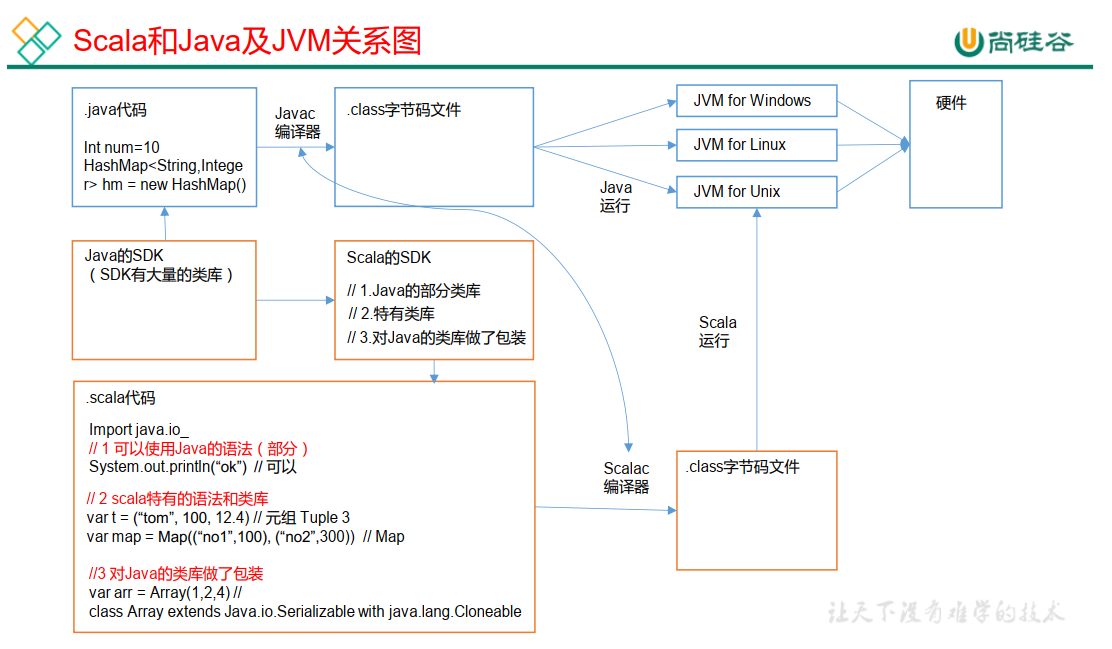 Scala和Java及JVM关系图
尚硅谷
.java代码
Int num=10
HashMap<String,Intege
r> hm = new HashMap()
Javac
编译器
.class字节码文件
JVM for Windows
JVM for Linux
JVM for Unix
硬件
Java
运行
Java的SDK
（SDK有大量的类库）
Scala的SDK
// 1.Java的部分类库
// 2.特有类库
// 3.对Java的类库做了包装
Scala
运行
.scala代码
Import java.io_
// 1 可以使用Java的语法（部分）
System.out.println(“ok”) // 可以
// 2 scala特有的语法和类库
var t = (“tom”, 100, 12.4) // 元组 Tuple 3
var map = Map((“no1”,100), (“no2”,300)) // Map
//3 对Java的类库做了包装
var arr = Array(1,2,4) //
class Array extends Java.io.Serializable with java.lang.Cloneable
Scalac
编译器
.class字节码文件
让天下没有难学的技术